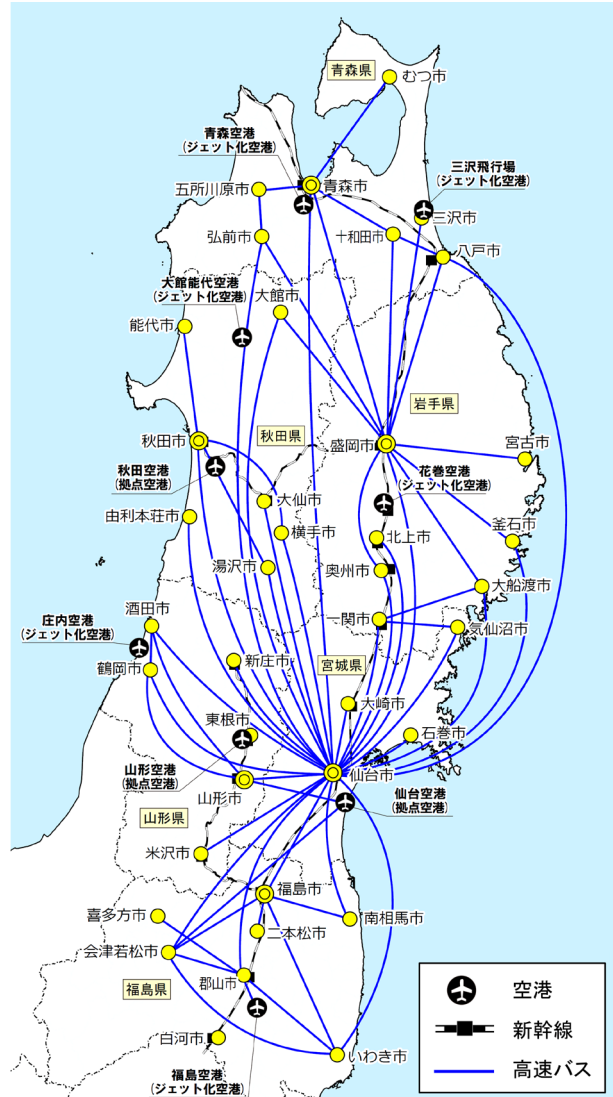 青森県
むつ市
青森空港
(ジェット化空港)
三沢飛行場
(ジェット化空港)
五所川原市
青森市
三沢市
弘前市
十和田市
八戸市
大館能代空港
(ジェット化空港)
大館市
能代市
岩手県
秋田市
秋田県
盛岡市
宮古市
秋田空港
(拠点空港)
花巻空港
(ジェット化空港)
大仙市
由利本荘市
横手市
北上市
釜石市
湯沢市
奥州市
大船渡市
酒田市
一関市
気仙沼市
庄内空港
(ジェット化空港)
鶴岡市
新庄市
宮城県
大崎市
東根市
石巻市
山形空港
(拠点空港)
山形市
仙台市
仙台空港
(拠点空港)
山形県
米沢市
福島市
喜多方市
南相馬市
二本松市
会津若松市
福島県
郡山市
白河市
いわき市
福島空港
(ジェット化空港)
空港
新幹線
高速バス